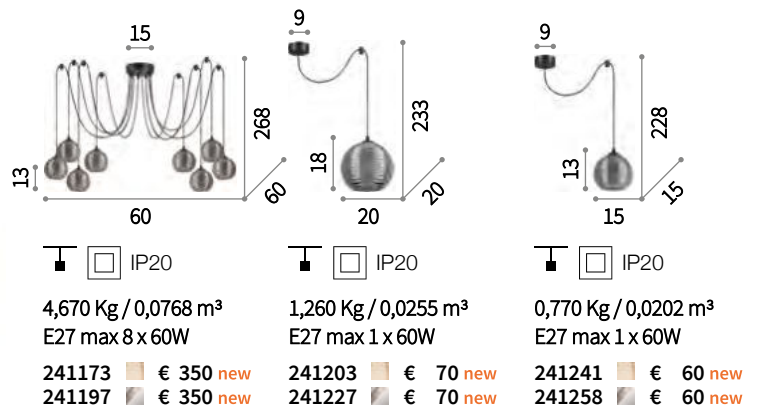 15
268
13
60
60
IP20
4,670 Kg / 0,0768 m³
E27 max 8 x 60W
241173 € 350 new
241197 € 350 new
9
233
18
20
20
IP20
1,260 Kg / 0,0255 m³
E27 max 1 x 60W
241203 € 70 new
241227 € 70 new
9
228
13
15
15
IP20
0,770 Kg / 0,0202 m³
E27 max 1 x 60W
241241 € 60 new
241258 € 60 new